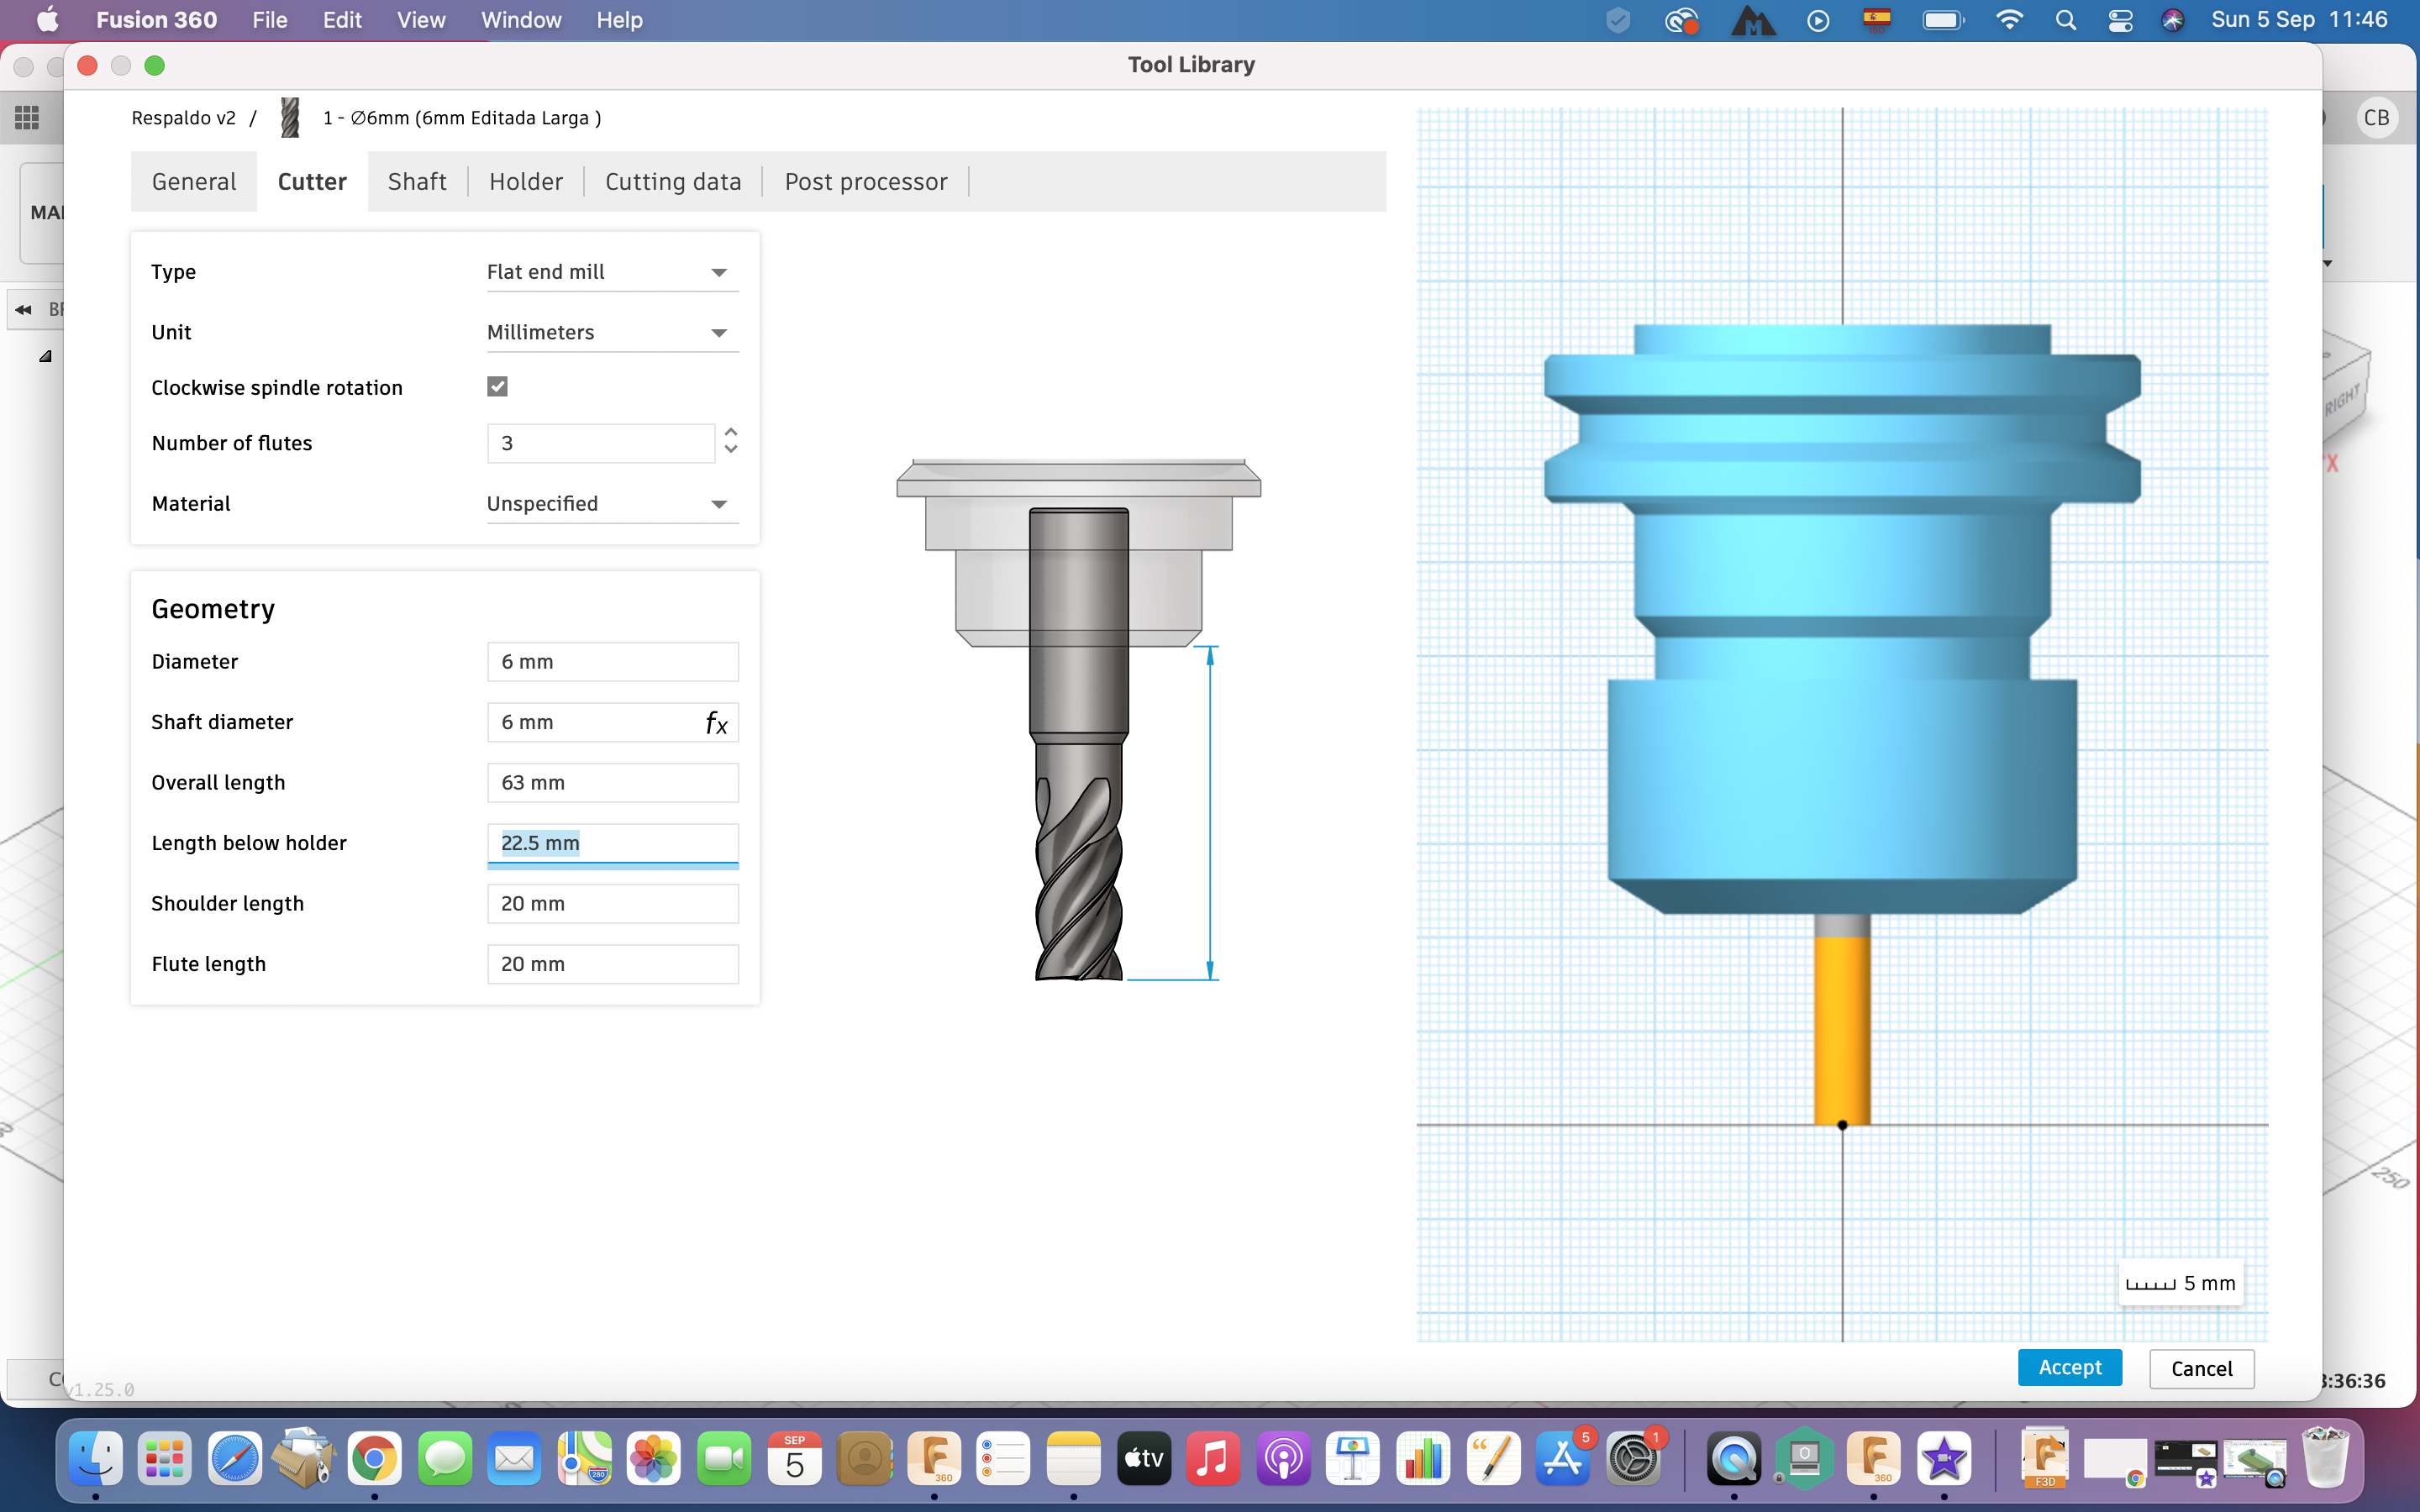 Fusion 360 File Edit View Window Help Sun 5 Sep 11:46
Tool Library
Respaldo v2 / 1 - Ø6mm (6mm Editada Larga )
CB
General Cutter Shaft Holder Cutting data Post processor
MA
Type Flat end mill
Unit Millimeters
Clockwise spindle rotation
Number of flutes 3
Material Unspecified
RIGHT
X
Geometry
Diameter 6 mm
Shaft diameter 6 mm fx
Overall length 63 mm
Length below holder 22.5 mm
Shoulder length 20 mm
Flute length 20 mm
250
5 mm
Accept Cancel
v1.25.0
:36:36
SEP
5
360
280
tv
5
1
360
F3D